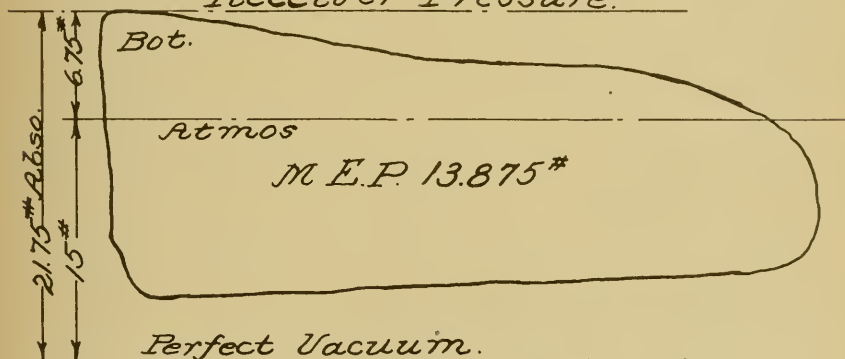 Receiver Pressure.
Bot.
6.75#
Atmos
M.E.P. 13.875#
21.75# Abso.
15#
Perfect Vacuum.